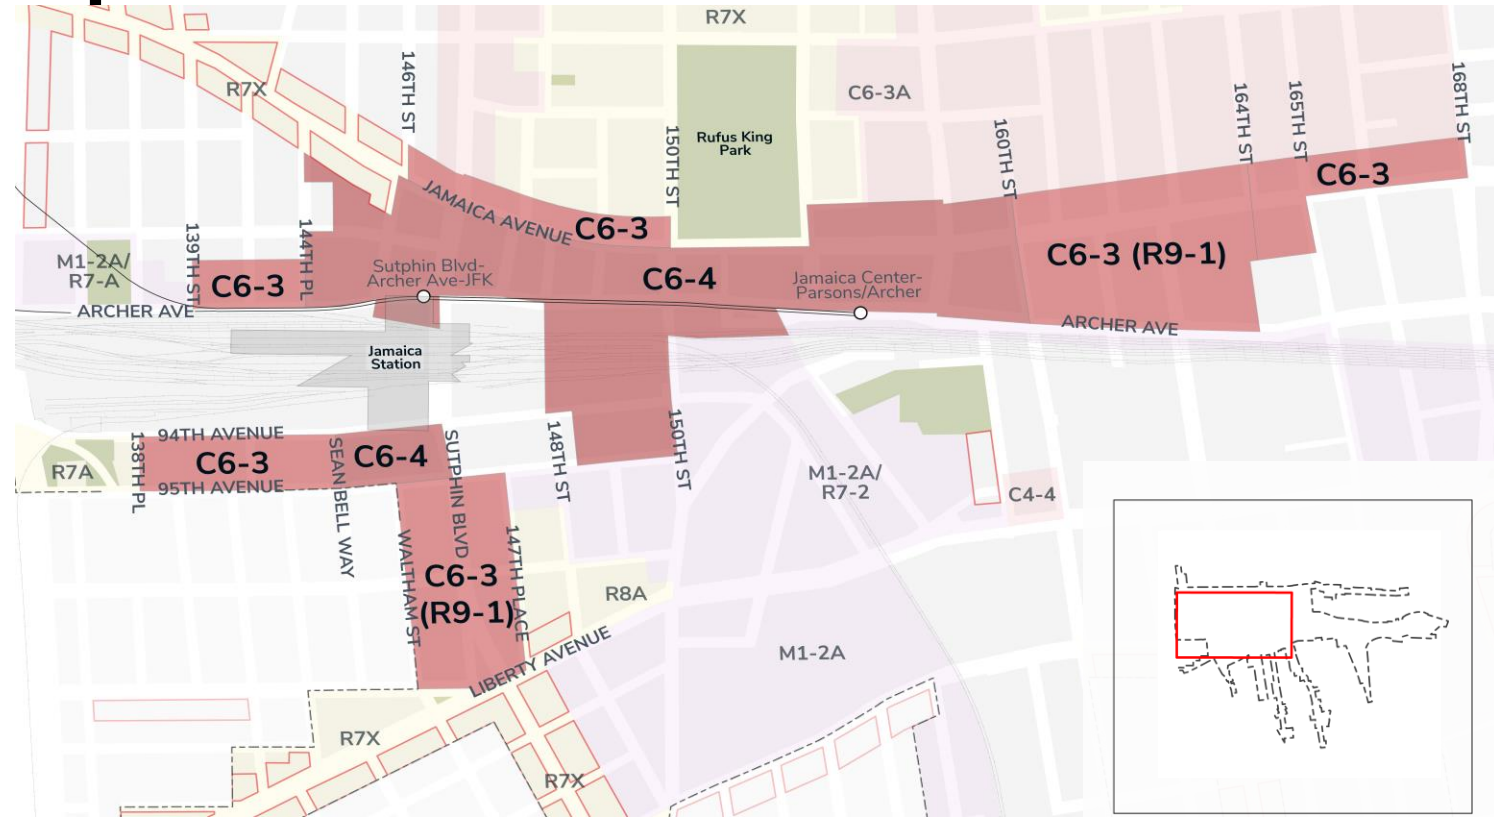 R7X
R7X
146TH ST
C6-3A
168TH ST
164TH ST
165TH ST
160TH ST
150TH ST
Rufus King
Park
JAMAICA AVENUE
C6-3
C6-3
C6-3 (R9-1)
139TH ST
144TH PL
M1-2A/
R7-A
C6-3
Sutphin Blvd-
Archer Ave-JFK
C6-4
Jamaica Center-
Parsons/Archer
ARCHER AVE
ARCHER AVE
Jamaica
Station
94TH AVENUE
138TH PL
C6-3
95TH AVENUE
R7A
SEAN BELL WAY
C6-4
SUTPHIN BLVD
148TH ST
150TH ST
M1-2A/
R7-2
C4-4
WALTHAM ST
147TH PLACE
C6-3
(R9-1)
R8A
LIBERTY AVENUE
M1-2A
R7X
R7X